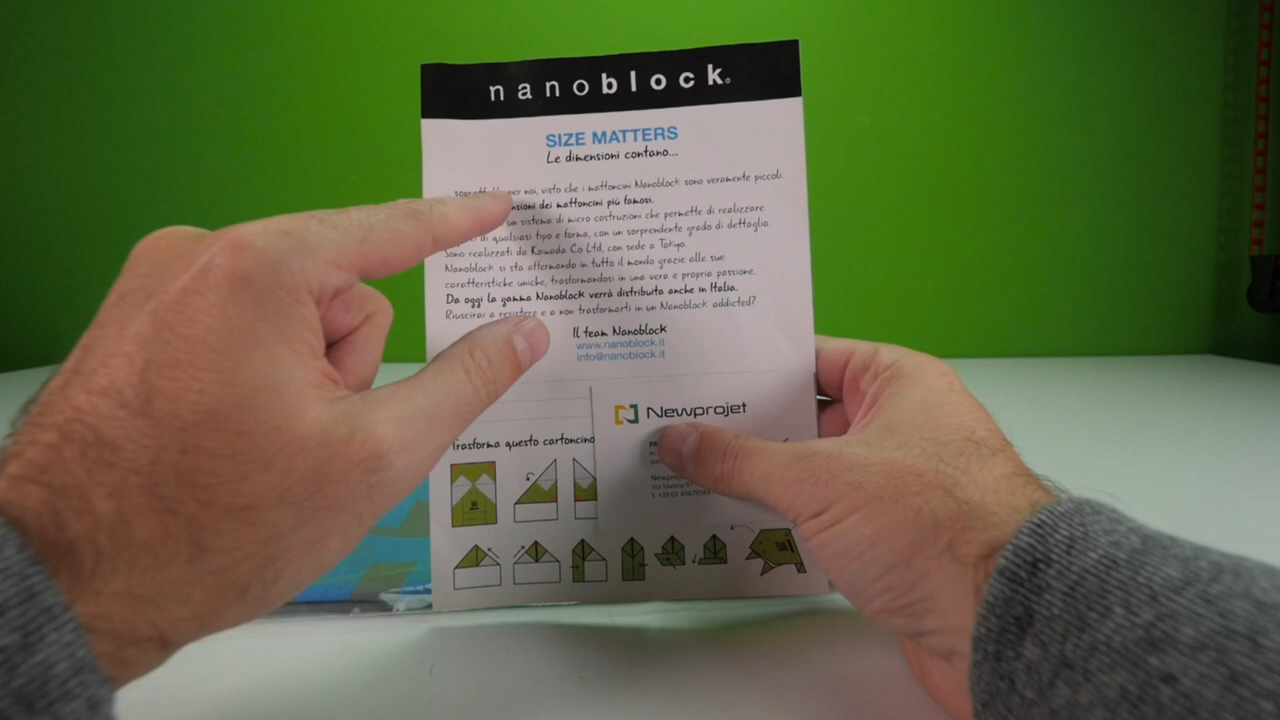 nanoblock®
SIZE MATTERS
Le dimensioni contano...
per noi, visto che i mattoncini Nanoblock sono veramente piccoli.
dei mattoncini più famosi.
un sistema di micro costruzioni che permette di realizzare
di qualsiasi tipo e forma, con un sorprendente grado di dettaglio.
Sono realizzati da Kawada Co Ltd, con sede a Tokyo.
Nanoblock si sta affermando in tutto il mondo grazie alle sue
caratteristiche uniche, trasformandosi in una vera e propria passione.
Da oggi la gamma Nanoblock verrà distribuita anche in Italia.
Riuscirai a resistere e a non trasformarti in un Nanoblock addicted?
Il team Nanoblock
www.nanoblock.it
info@nanoblock.it
Newprojet
Trasforma questo cartoncino
Via Savona